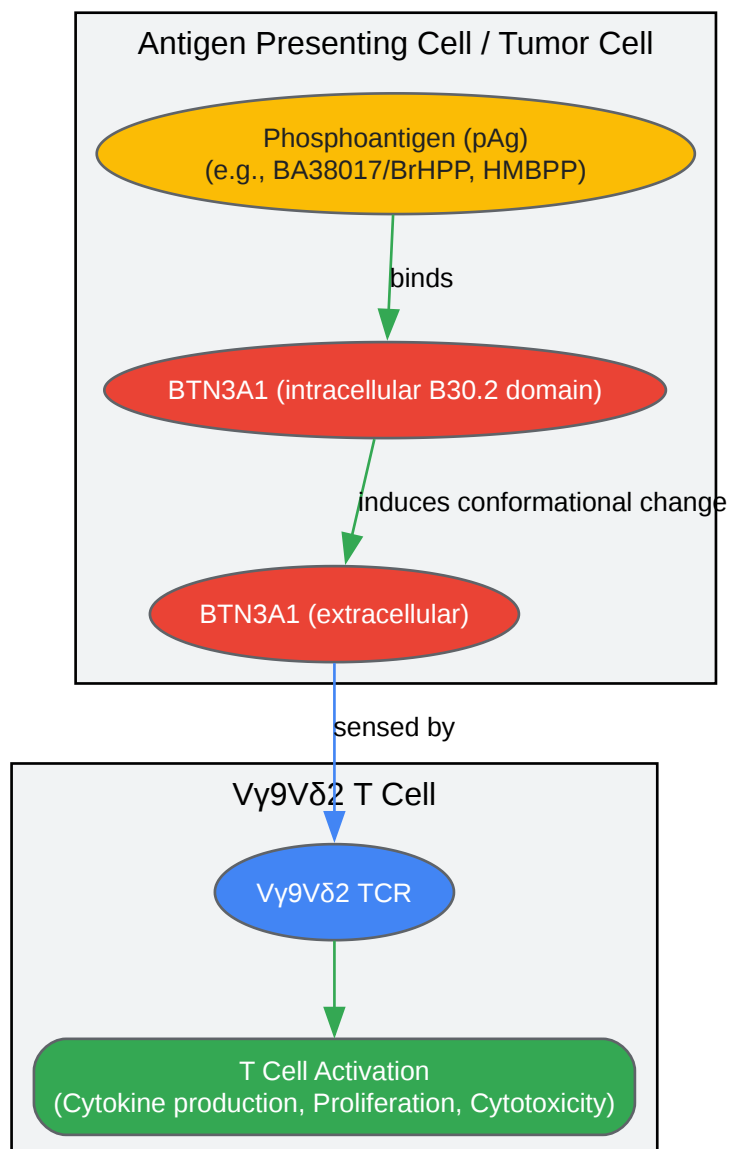 Antigen Presenting Cell / Tumor Cell
Phosphoantigen (pAg)
(e.g., BA38017/BrHPP, HMBPP)
binds
BTN3A1 (intracellular B30.2 domain)
induces conformational change
BTN3A1 (extracellular)
sensed by
Vγ9Vδ2 T Cell
Vγ9Vδ2 TCR
T Cell Activation
(Cytokine production, Proliferation, Cytotoxicity)